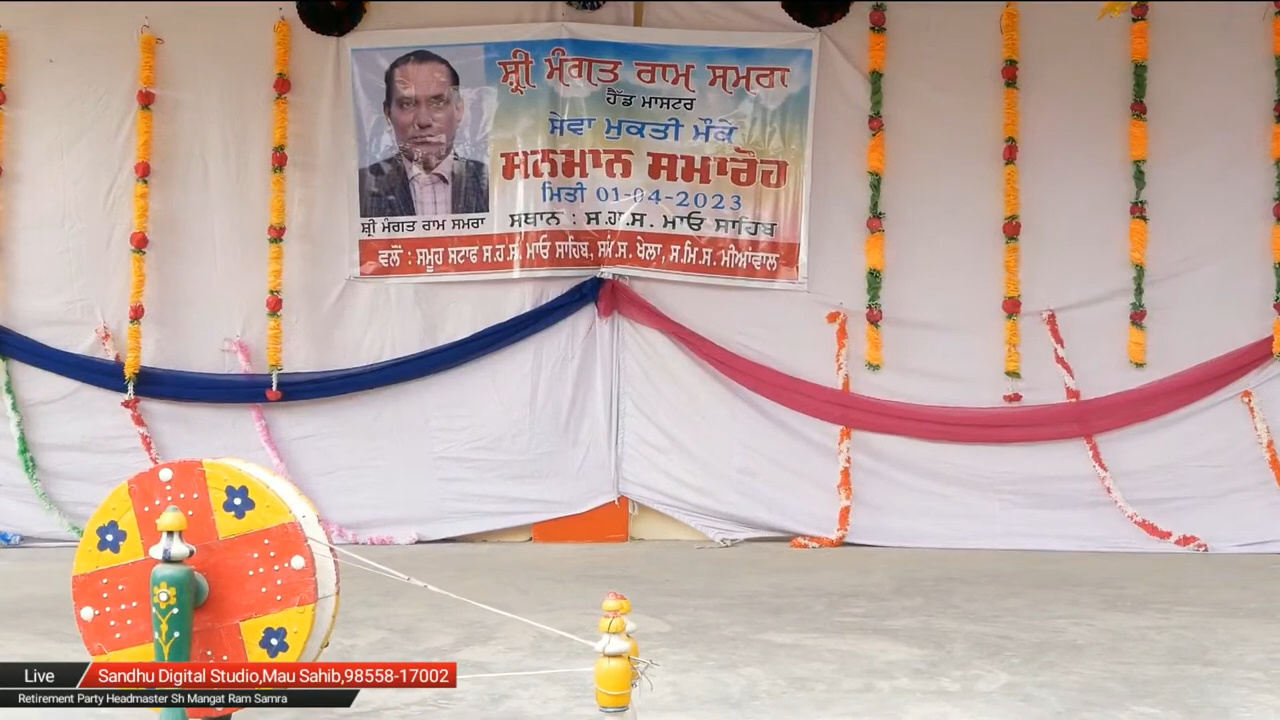 ਸ਼੍ਰੀ ਮੰਗਤ ਰਾਮ ਸਮਰਾ
ਹੈੱਡ ਮਾਸਟਰ
ਸੇਵਾ ਮੁਕਤੀ ਮੌਕੇ
ਸਨਮਾਨ ਸਮਾਰੋਹ
ਮਿਤੀ 01-04-2023
ਸ਼੍ਰੀ ਮੰਗਤ ਰਾਮ ਸਮਰਾ
ਸਥਾਨ : ਸ.ਹ.ਸ. ਮਾਓ ਸਾਹਿਬ
ਵਲੋਂ : ਸਮੂਹ ਸਟਾਫ ਸ.ਹ.ਸ. ਮਾਓ ਸਾਹਿਬ, ਸ.ਮਿ.ਸ. ਖੇਲਾ, ਸ.ਮਿ.ਸ. ਮੀਆਂਵਾਲ
Live
Sandhu Digital Studio,Mau Sahib,98558-17002
Retirement Party Headmaster Sh Mangat Ram Samra